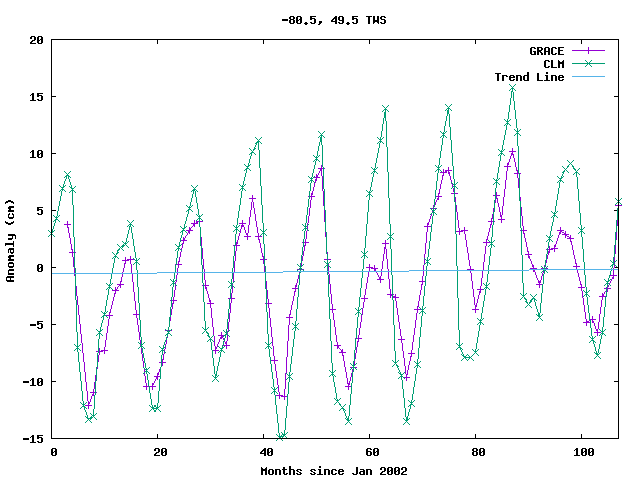 -80.5, 49.5 TWS
GRACE
CLM
Trend Line
20
15
10
5
0
-5
-10
-15
Anomaly (cm)
0 20 40 60 80 100
Months since Jan 2002